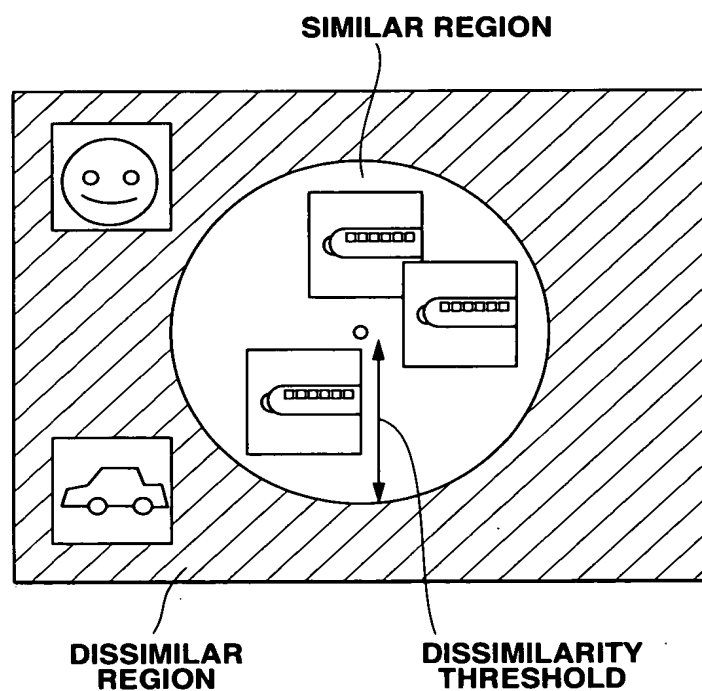 SIMILAR REGION
DISSIMILAR
REGION
DISSIMILARITY
THRESHOLD